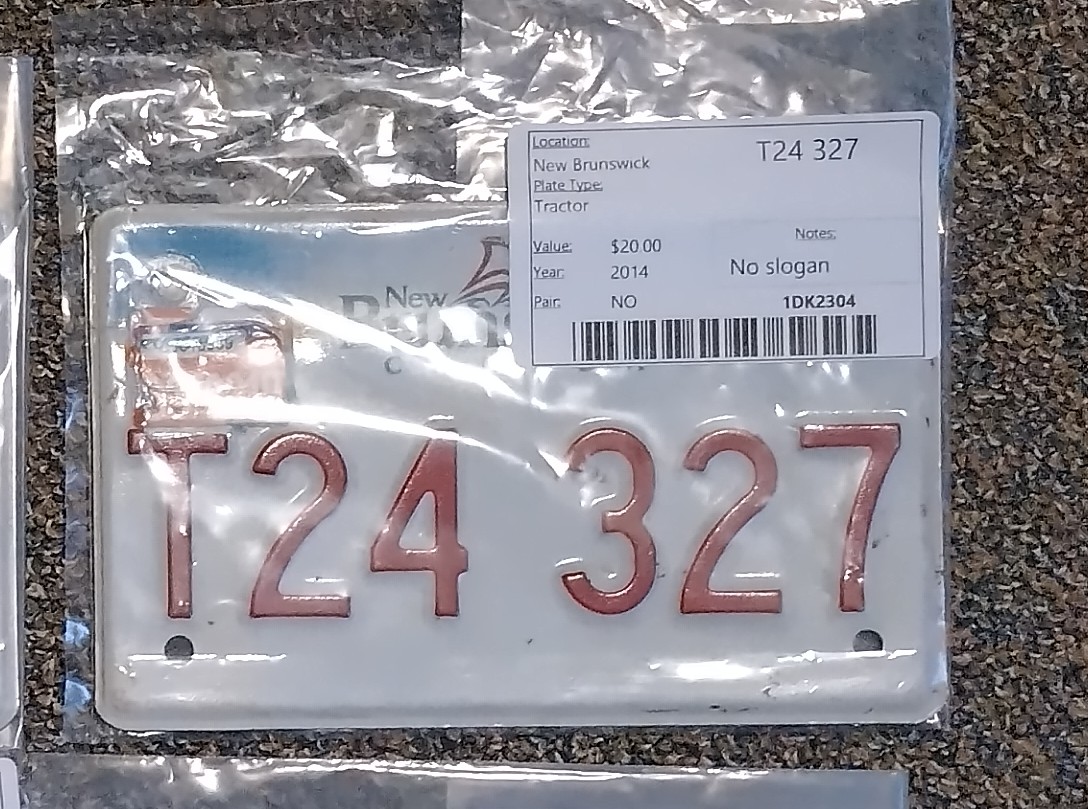 Location:
T24 327
New Brunswick
Plate Type:
Tractor
Notes:
Value: $20.00
Year: 2014
No slogan
Pair: NO
1DK2304
New
T24 327